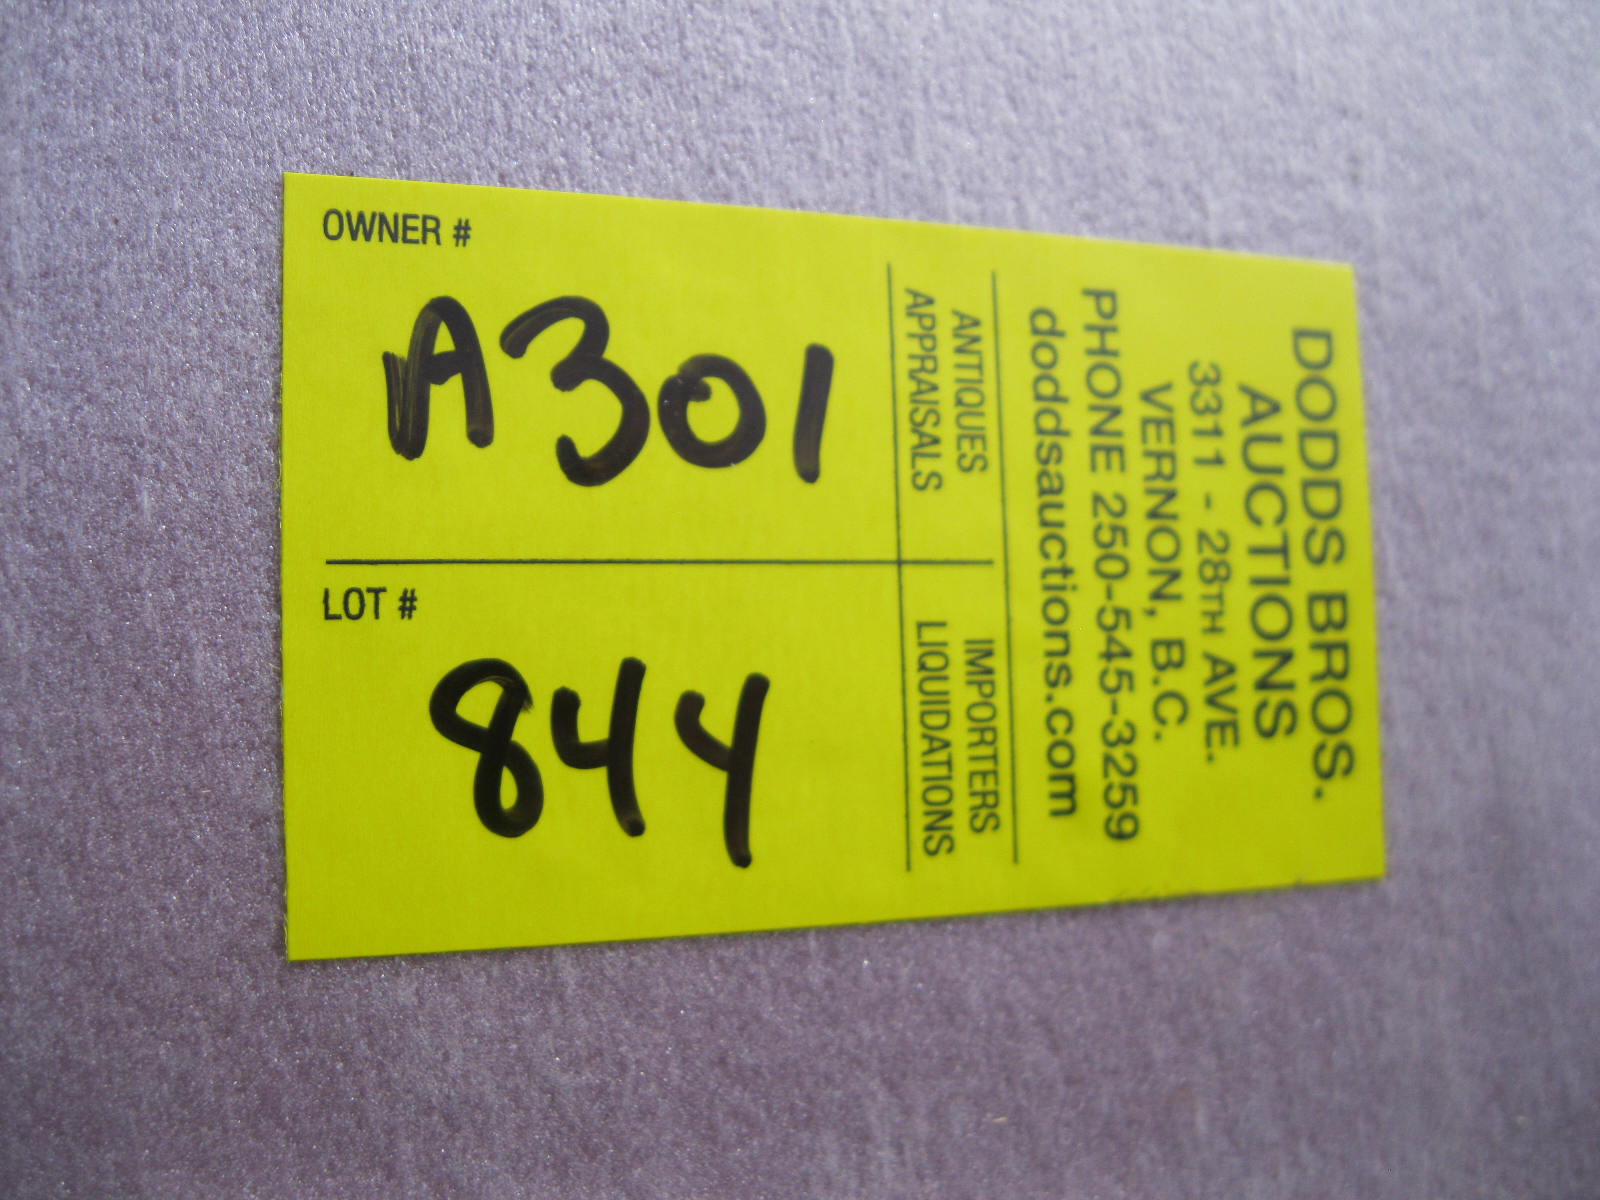 OWNER #
A301
LOT #
844
DODDS BROS.
AUCTIONS
3311 - 28TH AVE.
VERNON, B.C.
PHONE 250-545-3259
doddsauctions.com
ANTIQUES IMPORTERS
APPRAISALS LIQUIDATIONS